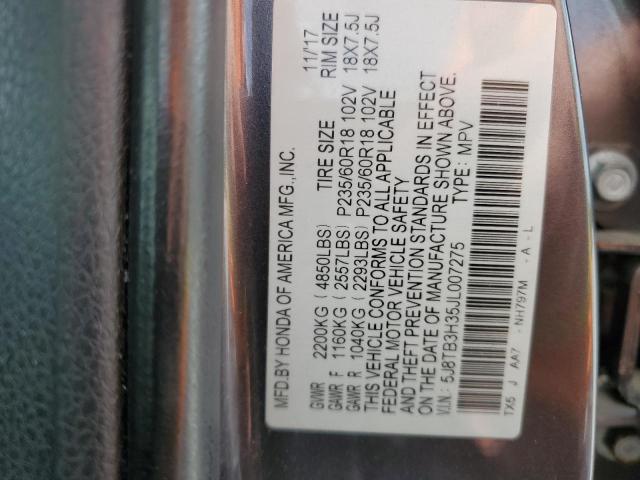 MFD.BY HONDA OF AMERICA MFG.,INC. 11/17
TIRE SIZE RIM SIZE
GVWR 2200KG ( 4850LBS)
GAWR F 1160KG ( 2557LBS) P235/60R18 102V 18X7.5J
GAWR R 1040KG ( 2293LBS) P235/60R18 102V 18X7.5J
THIS VEHICLE CONFORMS TO ALL APPLICABLE
FEDERAL MOTOR VEHICLE SAFETY
AND THEFT PREVENTION STANDARDS IN EFFECT
ON THE DATE OF MANUFACTURE SHOWN ABOVE.
V.I.N.: 5J8TB3H35JL007275 TYPE: MPV
TX5 J AA7 - NH797M - A - L